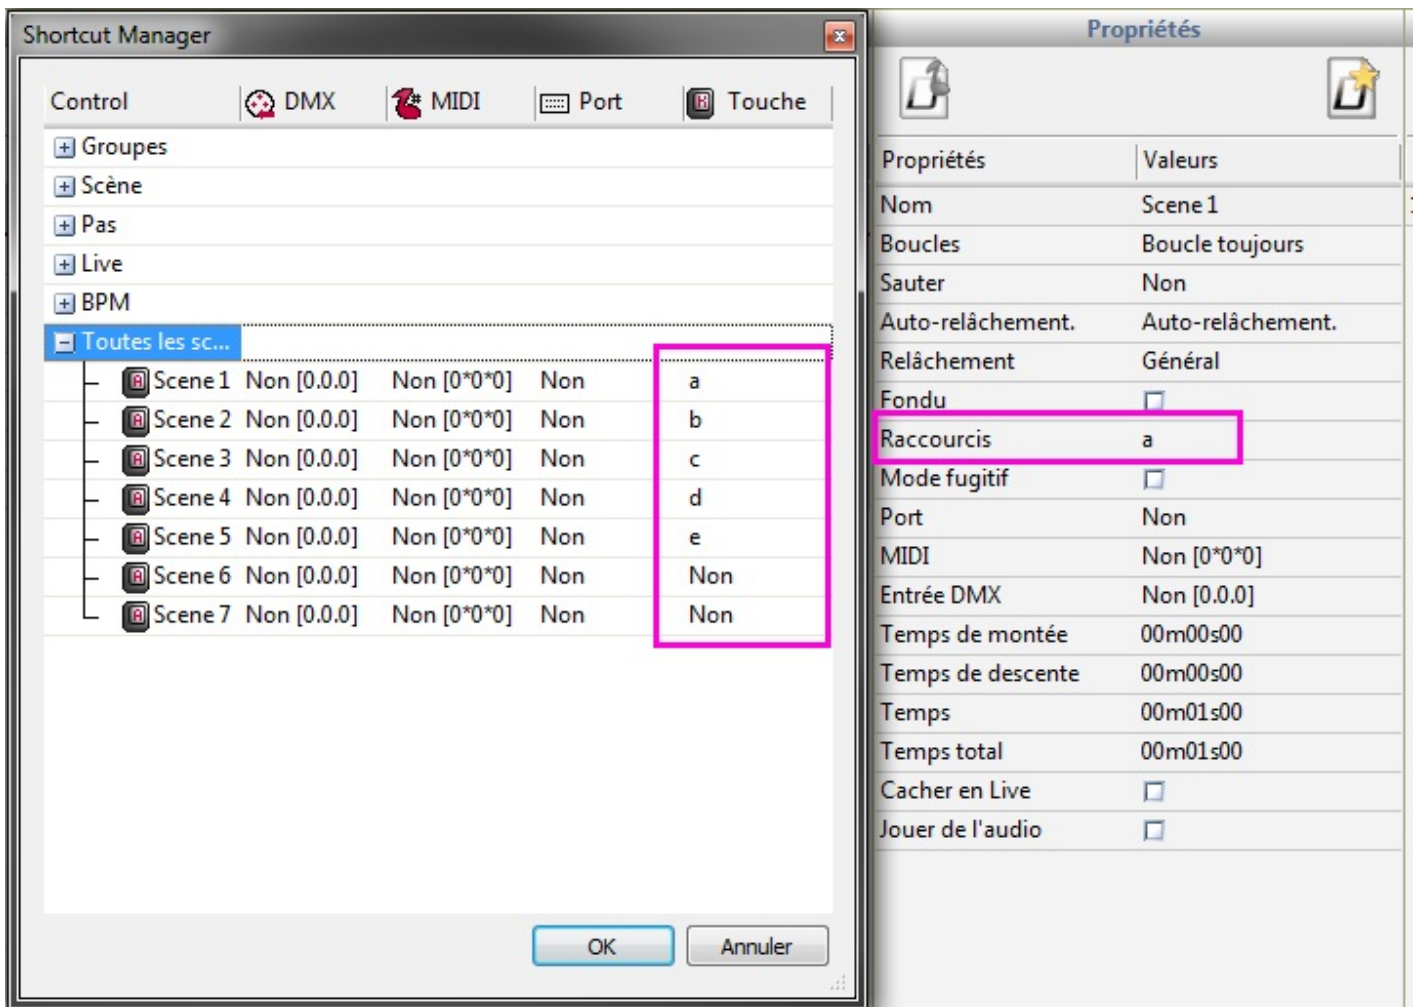 Shortcut Manager
Control DMX MIDI Port Touche
Groupes
Scène
Pas
Live
BPM
Toutes les sc...
Scene 1 Non [0.0.0] Non [0*0*0] Non a
Scene 2 Non [0.0.0] Non [0*0*0] Non b
Scene 3 Non [0.0.0] Non [0*0*0] Non c
Scene 4 Non [0.0.0] Non [0*0*0] Non d
Scene 5 Non [0.0.0] Non [0*0*0] Non e
Scene 6 Non [0.0.0] Non [0*0*0] Non Non
Scene 7 Non [0.0.0] Non [0*0*0] Non Non
OK Annuler
Propriétés
Propriétés Valeurs
Nom Scene 1
Boucles Boucle toujours
Sauter Non
Auto-relâchement. Auto-relâchement.
Relâchement Général
Fondu
Raccourcis a
Mode fugitif
Port Non
MIDI Non [0*0*0]
Entrée DMX Non [0.0.0]
Temps de montée 00m00s00
Temps de descente 00m00s00
Temps 00m01s00
Temps total 00m01s00
Cacher en Live
Jouer de l'audio